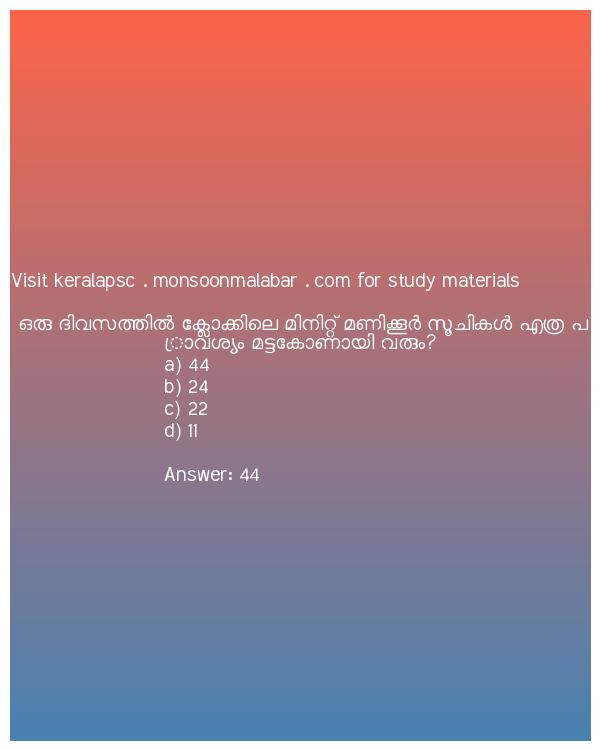 Visit keralapsc . monsoonmalabar . com for study materials
ഒരു ദിവസത്തിൽ ക്ലോക്കിലെ മിനിറ്റ് മണിക്കൂർ സൂചികൾ എത്ര പ
്രാവശ്യം മട്ടകോണായി വരും?
a) 44
b) 24
c) 22
d) 11
Answer: 44